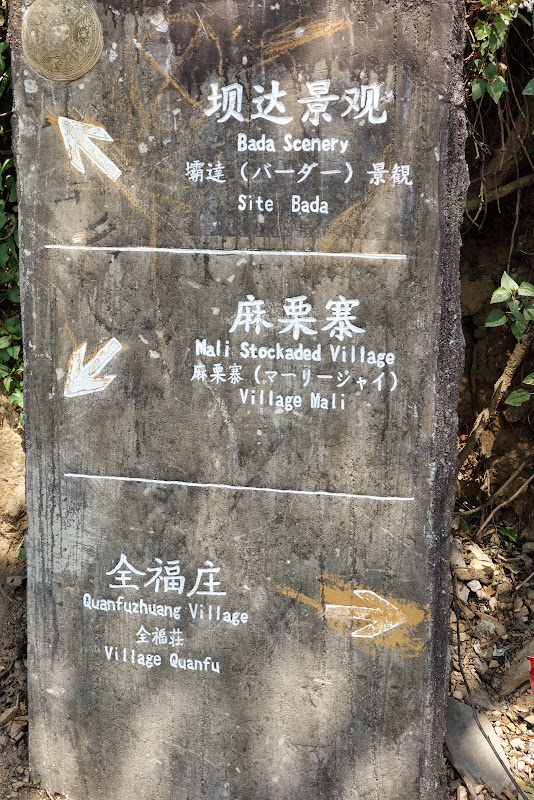 坝达景观
Bada Scenery
壩達（バーダー）景観
Site Bada
麻栗寨
Mali Stockaded Village
麻栗寨（マーリージャイ）
Village Mali
全福庄
Quanfuzhuang Village
全福荘
Village Quanfu